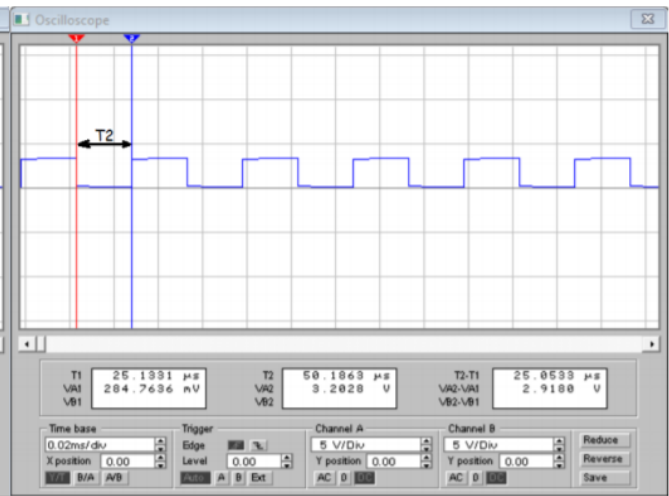 Oscilloscope
1 2
T2
T1 25.1331 µs T2 50.1863 µs T2-T1 25.0533 µs
VA1 284.7636 mV VA2 3.2028 V VA2-VA1 2.9180 V
VB1 VB2 VB2-VB1
Time base Trigger Channel A Channel B
0.02ms/div Edge 5 V/Div 5 V/Div Reduce
X position 0.00 Level 0.00 Y position 0.00 Y position 0.00 Reverse
Y/T B/A A/B Auto A B Ext AC 0 DC AC 0 DC Save